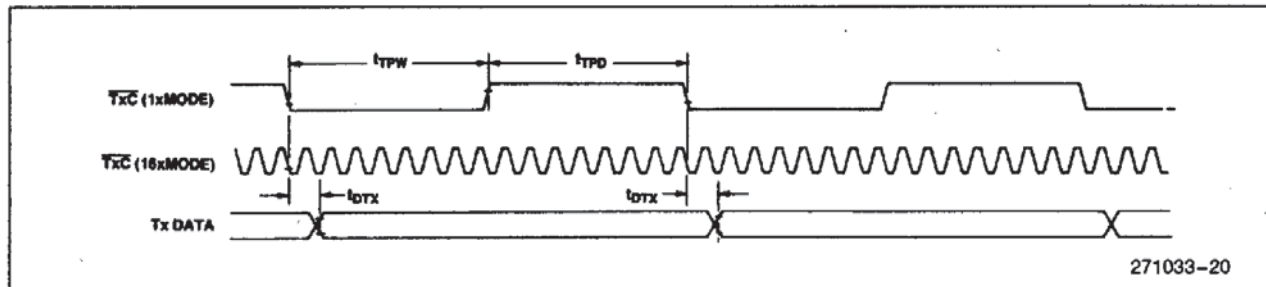 tTPW tTPD
TxC (1xMODE)
TxC (16xMODE)
tDTX tDTX
Tx DATA
271033-20